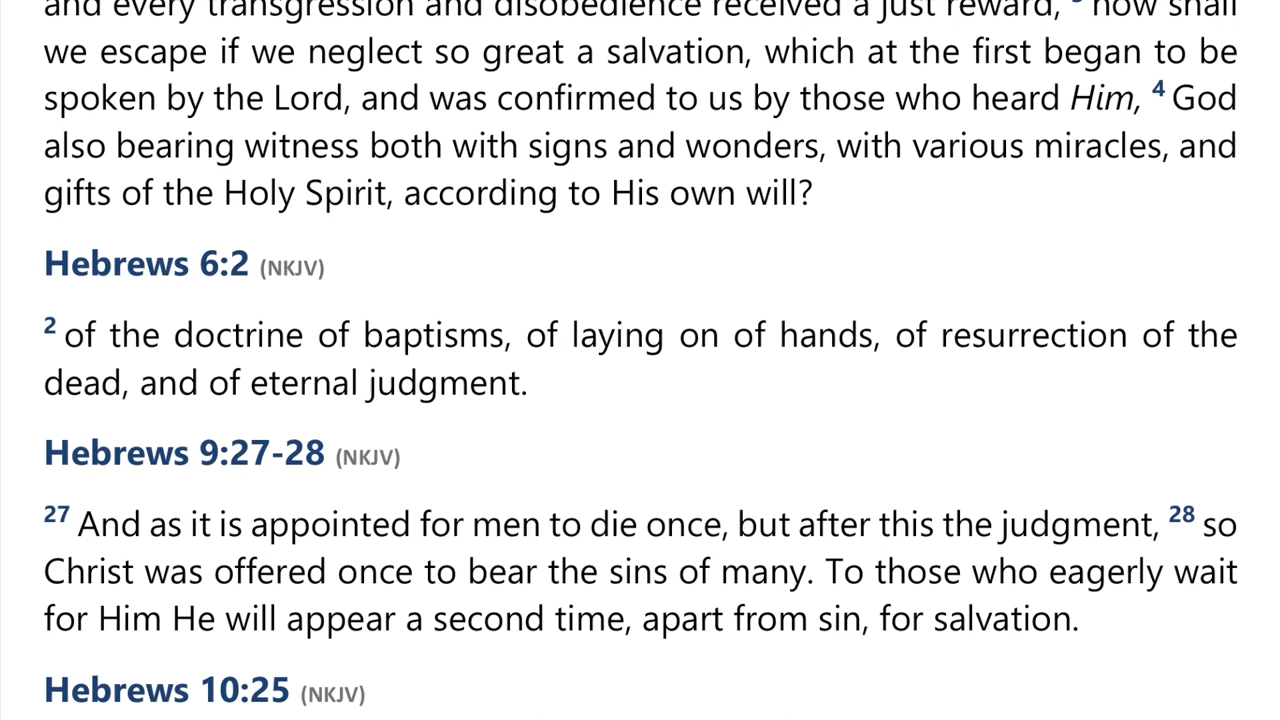 and every transgression and disobedience received a just reward, 3 how shall
we escape if we neglect so great a salvation, which at the first began to be
spoken by the Lord, and was confirmed to us by those who heard Him, 4 God
also bearing witness both with signs and wonders, with various miracles, and
gifts of the Holy Spirit, according to His own will?
Hebrews 6:2 (NKJV)
2 of the doctrine of baptisms, of laying on of hands, of resurrection of the
dead, and of eternal judgment.
Hebrews 9:27-28 (NKJV)
27 And as it is appointed for men to die once, but after this the judgment, 28 so
Christ was offered once to bear the sins of many. To those who eagerly wait
for Him He will appear a second time, apart from sin, for salvation.
Hebrews 10:25 (NKJV)